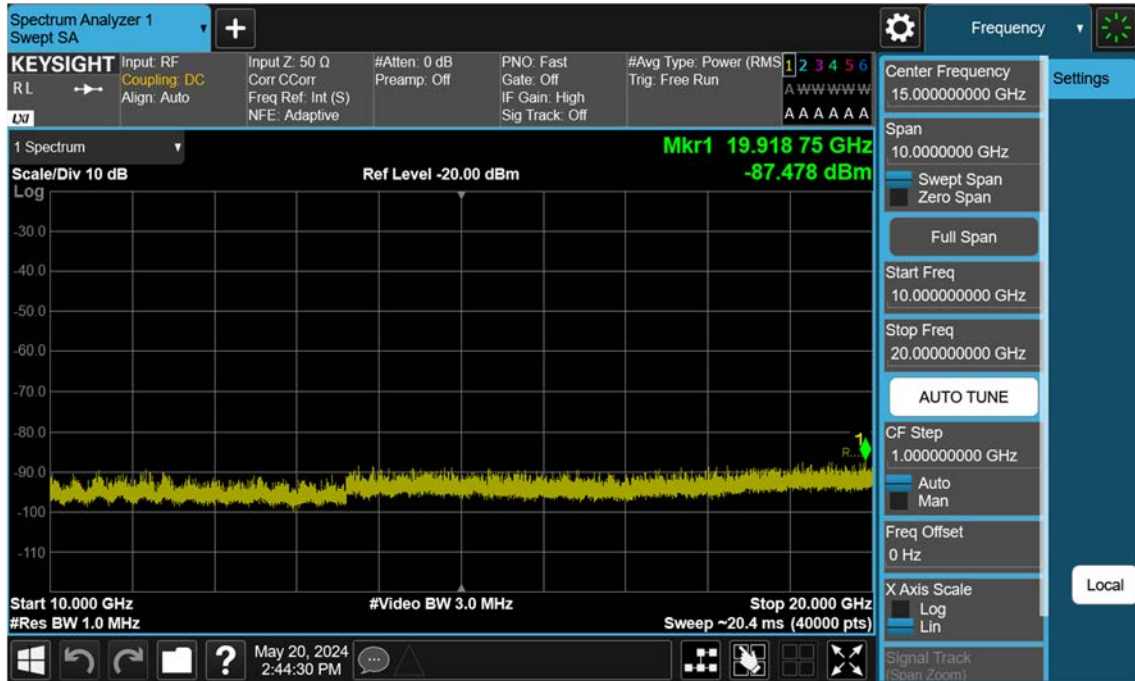 Spectrum Analyzer 1
Swept SA
Frequency
KEYSIGHT
R L
LXI
Input: RF
Coupling: DC
Align: Auto
Input Z: 50 Ω
Corr CCorr
Freq Ref: Int (S)
NFE: Adaptive
#Atten: 0 dB
Preamp: Off
PNO: Fast
Gate: Off
IF Gain: High
Sig Track: Off
#Avg Type: Power (RMS
Trig: Free Run
1 2 3 4 5 6
A W W W W W
A A A A A A
1 Spectrum
Mkr1 19.918 75 GHz
Scale/Div 10 dB
Ref Level -20.00 dBm
-87.478 dBm
Log
-30.0
-40.0
-50.0
-60.0
-70.0
-80.0
-90.0
-100
-110
1
R...
Start 10.000 GHz
#Video BW 3.0 MHz
Stop 20.000 GHz
#Res BW 1.0 MHz
Sweep ~20.4 ms (40000 pts)
Center Frequency
15.000000000 GHz
Span
10.0000000 GHz
Swept Span
Zero Span
Full Span
Start Freq
10.000000000 GHz
Stop Freq
20.000000000 GHz
AUTO TUNE
CF Step
1.000000000 GHz
Auto
Man
Freq Offset
0 Hz
X Axis Scale
Log
Lin
Signal Track
(Span Zoom)
Settings
Local
?
May 20, 2024
2:44:30 PM